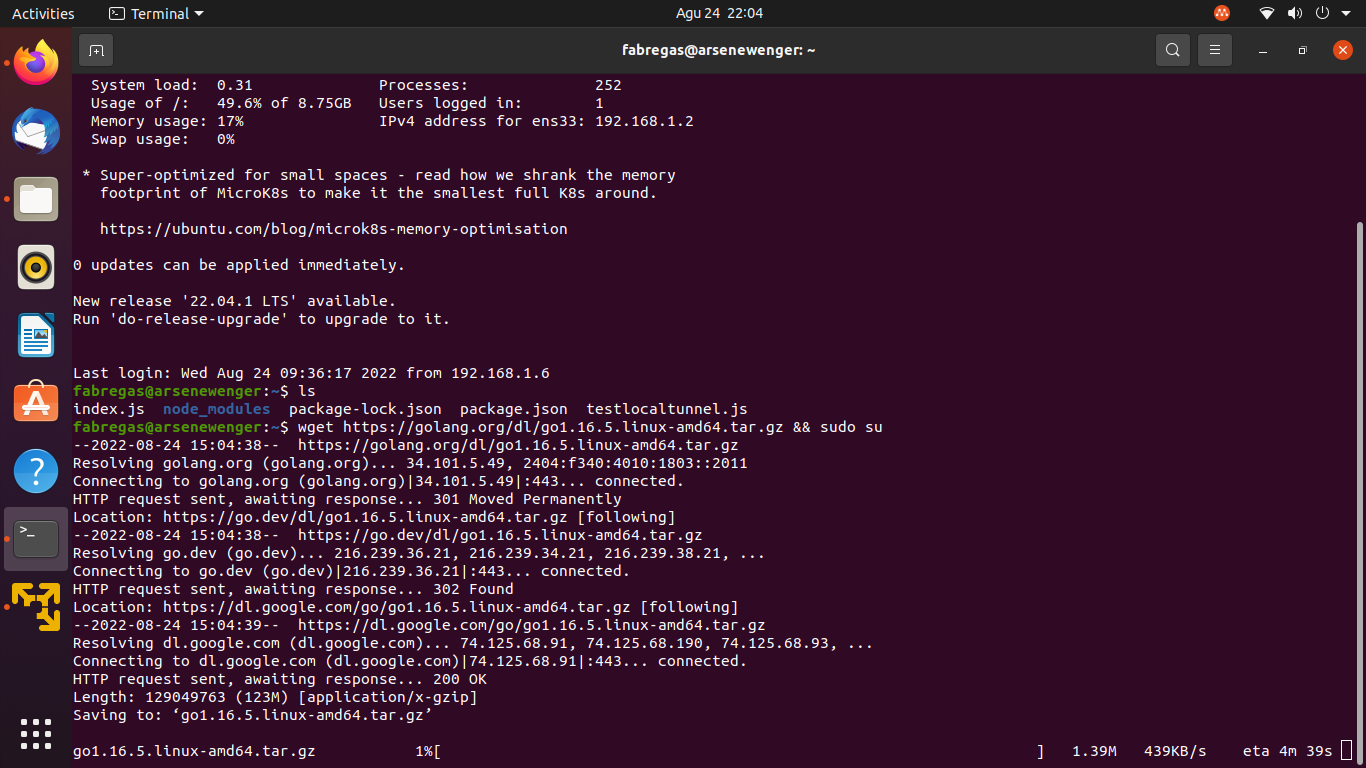 Activities Terminal Agu 24 22:04
fabregas@arsenewenger: ~
System load: 0.31 Processes: 252
Usage of /: 49.6% of 8.75GB Users logged in: 1
Memory usage: 17% IPv4 address for ens33: 192.168.1.2
Swap usage: 0%
* Super-optimized for small spaces - read how we shrank the memory
footprint of MicroK8s to make it the smallest full K8s around.
https://ubuntu.com/blog/microk8s-memory-optimisation
0 updates can be applied immediately.
New release '22.04.1 LTS' available.
Run 'do-release-upgrade' to upgrade to it.
Last login: Wed Aug 24 09:36:17 2022 from 192.168.1.6
fabregas@arsenewenger:~$ ls
index.js node_modules package-lock.json package.json testlocaltunnel.js
fabregas@arsenewenger:~$ wget https://golang.org/dl/go1.16.5.linux-amd64.tar.gz && sudo su
--2022-08-24 15:04:38-- https://golang.org/dl/go1.16.5.linux-amd64.tar.gz
Resolving golang.org (golang.org)... 34.101.5.49, 2404:f340:4010:1803::2011
Connecting to golang.org (golang.org)|34.101.5.49|:443... connected.
HTTP request sent, awaiting response... 301 Moved Permanently
Location: https://go.dev/dl/go1.16.5.linux-amd64.tar.gz [following]
--2022-08-24 15:04:38-- https://go.dev/dl/go1.16.5.linux-amd64.tar.gz
Resolving go.dev (go.dev)... 216.239.36.21, 216.239.34.21, 216.239.38.21, ...
Connecting to go.dev (go.dev)|216.239.36.21|:443... connected.
HTTP request sent, awaiting response... 302 Found
Location: https://dl.google.com/go/go1.16.5.linux-amd64.tar.gz [following]
--2022-08-24 15:04:39-- https://dl.google.com/go/go1.16.5.linux-amd64.tar.gz
Resolving dl.google.com (dl.google.com)... 74.125.68.91, 74.125.68.190, 74.125.68.93, ...
Connecting to dl.google.com (dl.google.com)|74.125.68.91|:443... connected.
HTTP request sent, awaiting response... 200 OK
Length: 129049763 (123M) [application/x-gzip]
Saving to: ‘go1.16.5.linux-amd64.tar.gz’
go1.16.5.linux-amd64.tar.gz 1%[ ] 1.39M 439KB/s eta 4m 39s